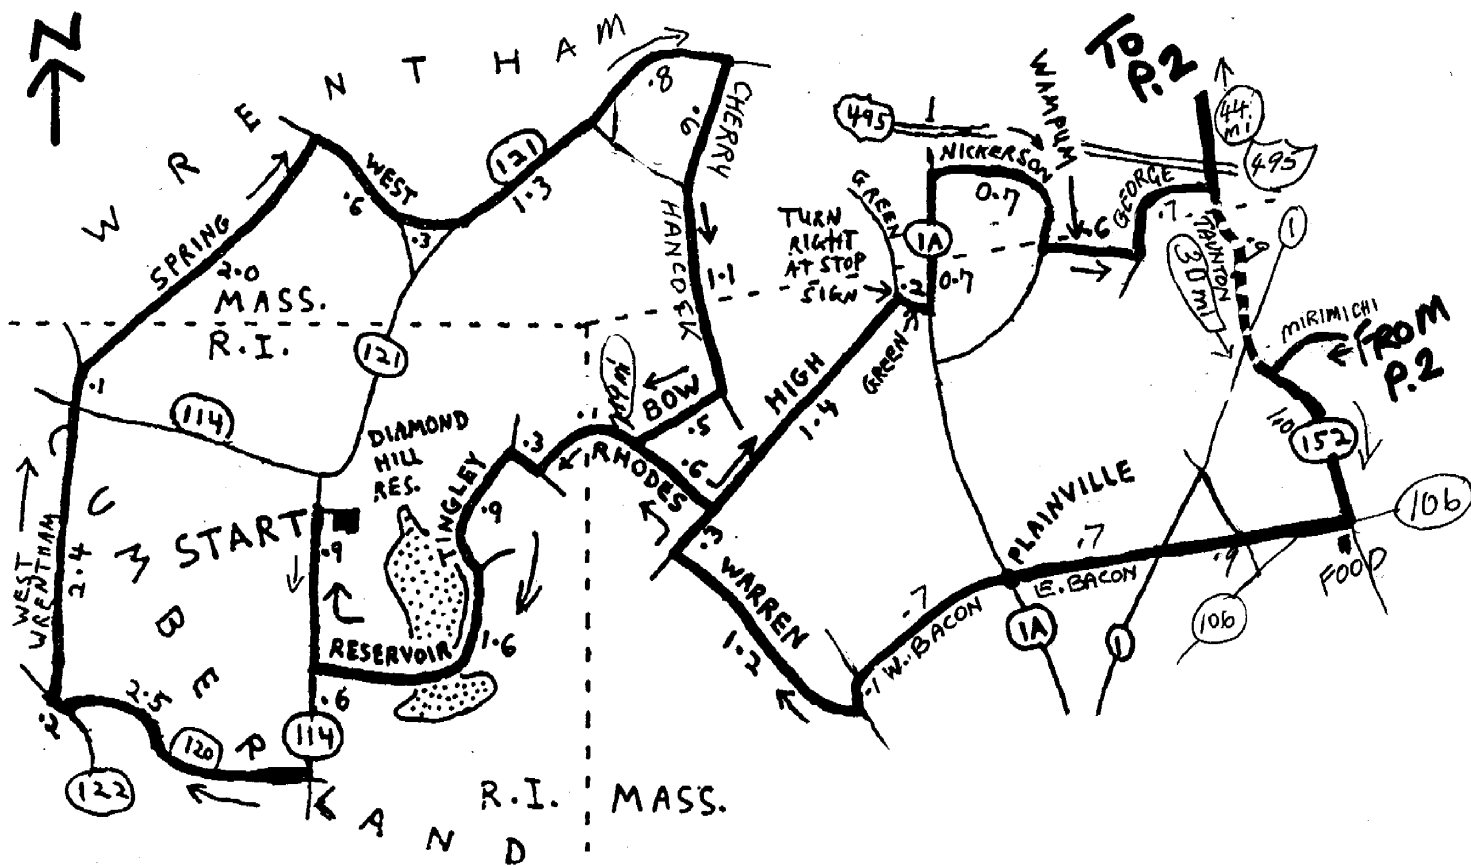 N
WRENTHAM
TO
P.2
44
mi
495
495
WAMPUM
NICKERSON
0.7
GEORGE
.7
.6
GREEN
TURN
RIGHT
AT STOP
SIGN
1A
.2
0.7
GREEN
TAUNTON
.9
30 mi
1
MIRIMICHI
FROM
P.2
1.0
152
106
FOOD
.8
CHERRY
.6
121
1.3
WEST
.6
.3
SPRING
2.0
MASS.
R.I.
HANCOCK
1.1
121
.1
114
BOW
.5
HIGH
1.4
DIAMOND
HILL
RES.
.1
.3
RHODES
.6
TINGLEY
.9
START
.9
CUMBERLAND
WEST
WRENTHAM
2.4
.3
WARREN
1.2
PLAINVILLE
.7
E. BACON
.9
106
.7
W. BACON
.1
1A
1
RESERVOIR
1.6
.6
2.5
.2
120
114
122
R.I.
MASS.